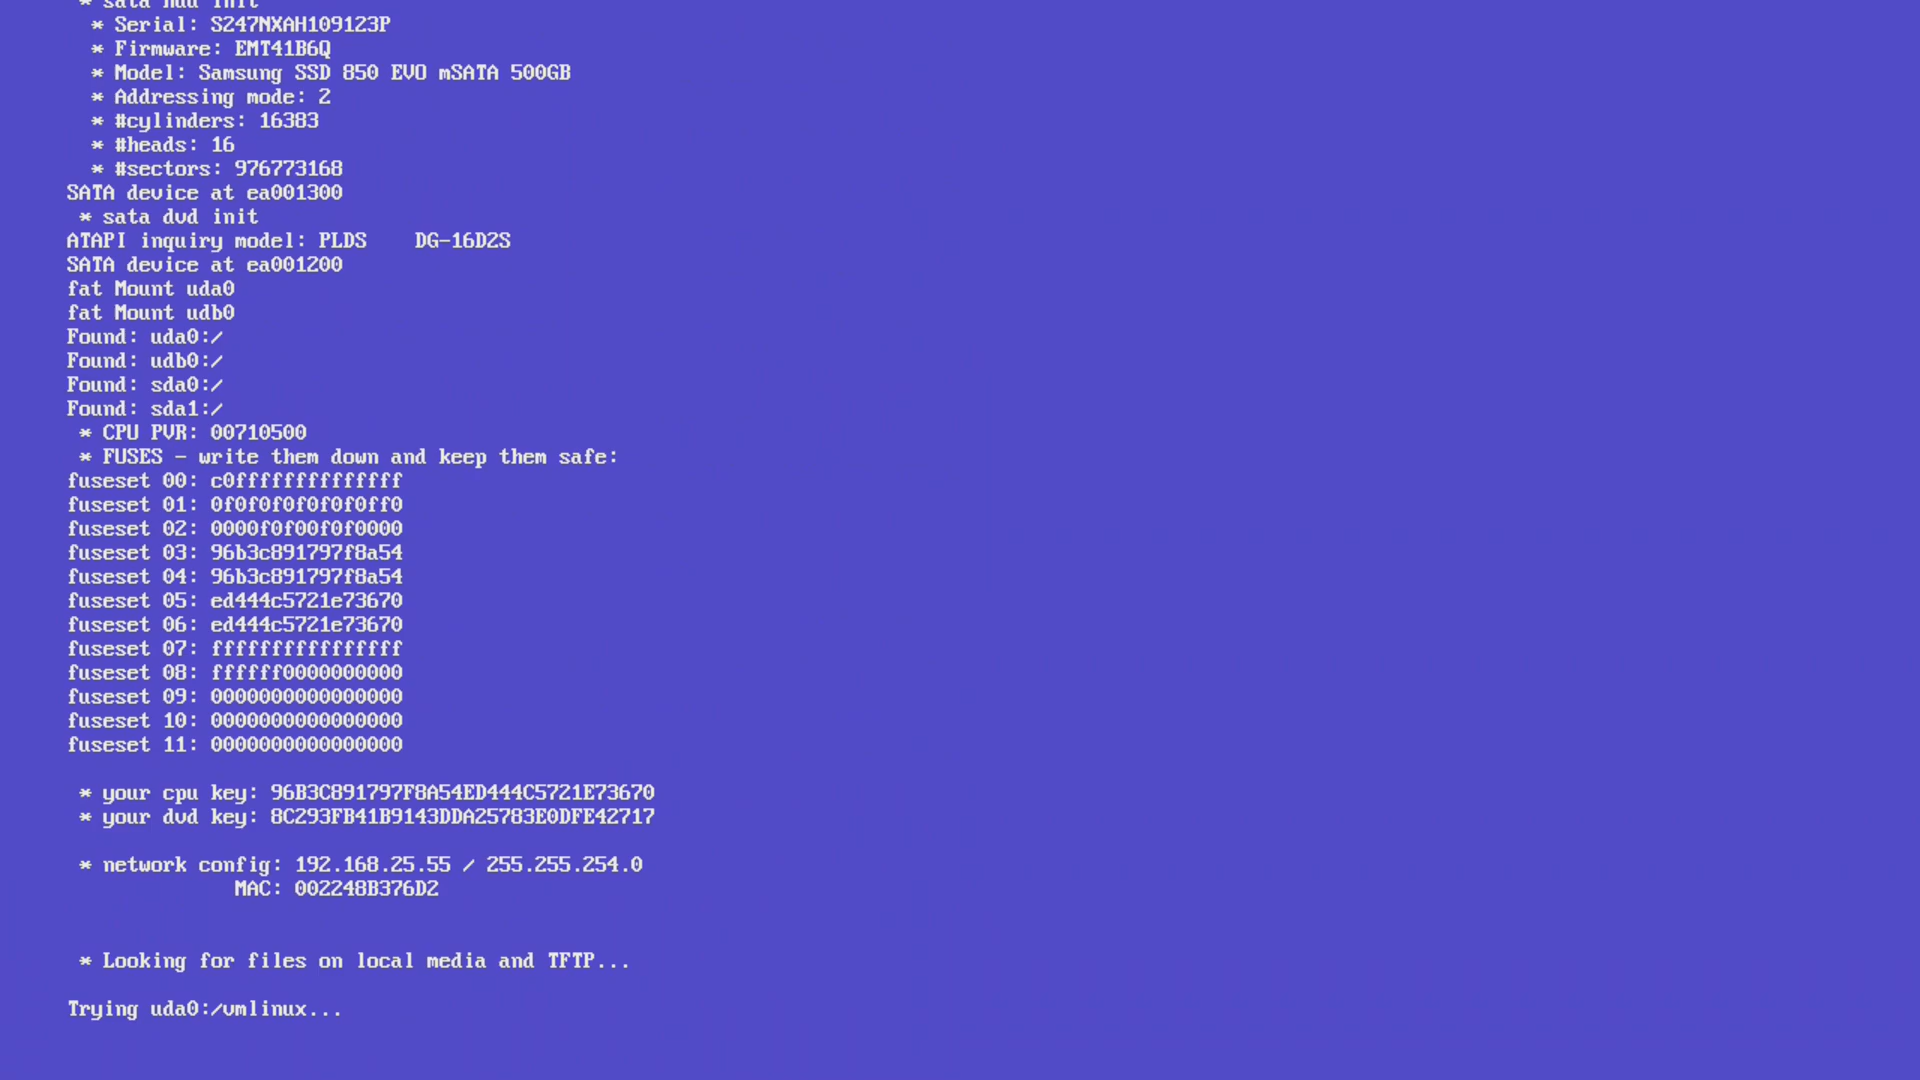 * sata hdd init
* Serial: S247NXAH109123P
* Firmware: EMT41B6Q
* Model: Samsung SSD 850 EVO mSATA 500GB
* Addressing mode: 2
* #cylinders: 16383
* #heads: 16
* #sectors: 976773168
SATA device at ea001300
* sata dvd init
ATAPI inquiry model: PLDS    DG-16D2S
SATA device at ea001200
fat Mount uda0
fat Mount udb0
Found: uda0:/
Found: udb0:/
Found: sda0:/
Found: sda1:/
* CPU PVR: 00710500
* FUSES - write them down and keep them safe:
fuseset 00: c0ffffffffffffff
fuseset 01: 0f0f0f0f0f0f0ff0
fuseset 02: 0000f0f00f0f0000
fuseset 03: 96b3c891797f8a54
fuseset 04: 96b3c891797f8a54
fuseset 05: ed444c5721e73670
fuseset 06: ed444c5721e73670
fuseset 07: ffffffffffffffff
fuseset 08: ffffff0000000000
fuseset 09: 0000000000000000
fuseset 10: 0000000000000000
fuseset 11: 0000000000000000
* your cpu key: 96B3C891797F8A54ED444C5721E73670
* your dvd key: 8C293FB41B9143DDA25783E0DFE42717
* network config: 192.168.25.55 / 255.255.254.0
MAC: 002248B376D2
* Looking for files on local media and TFTP...
Trying uda0:/vmlinux...